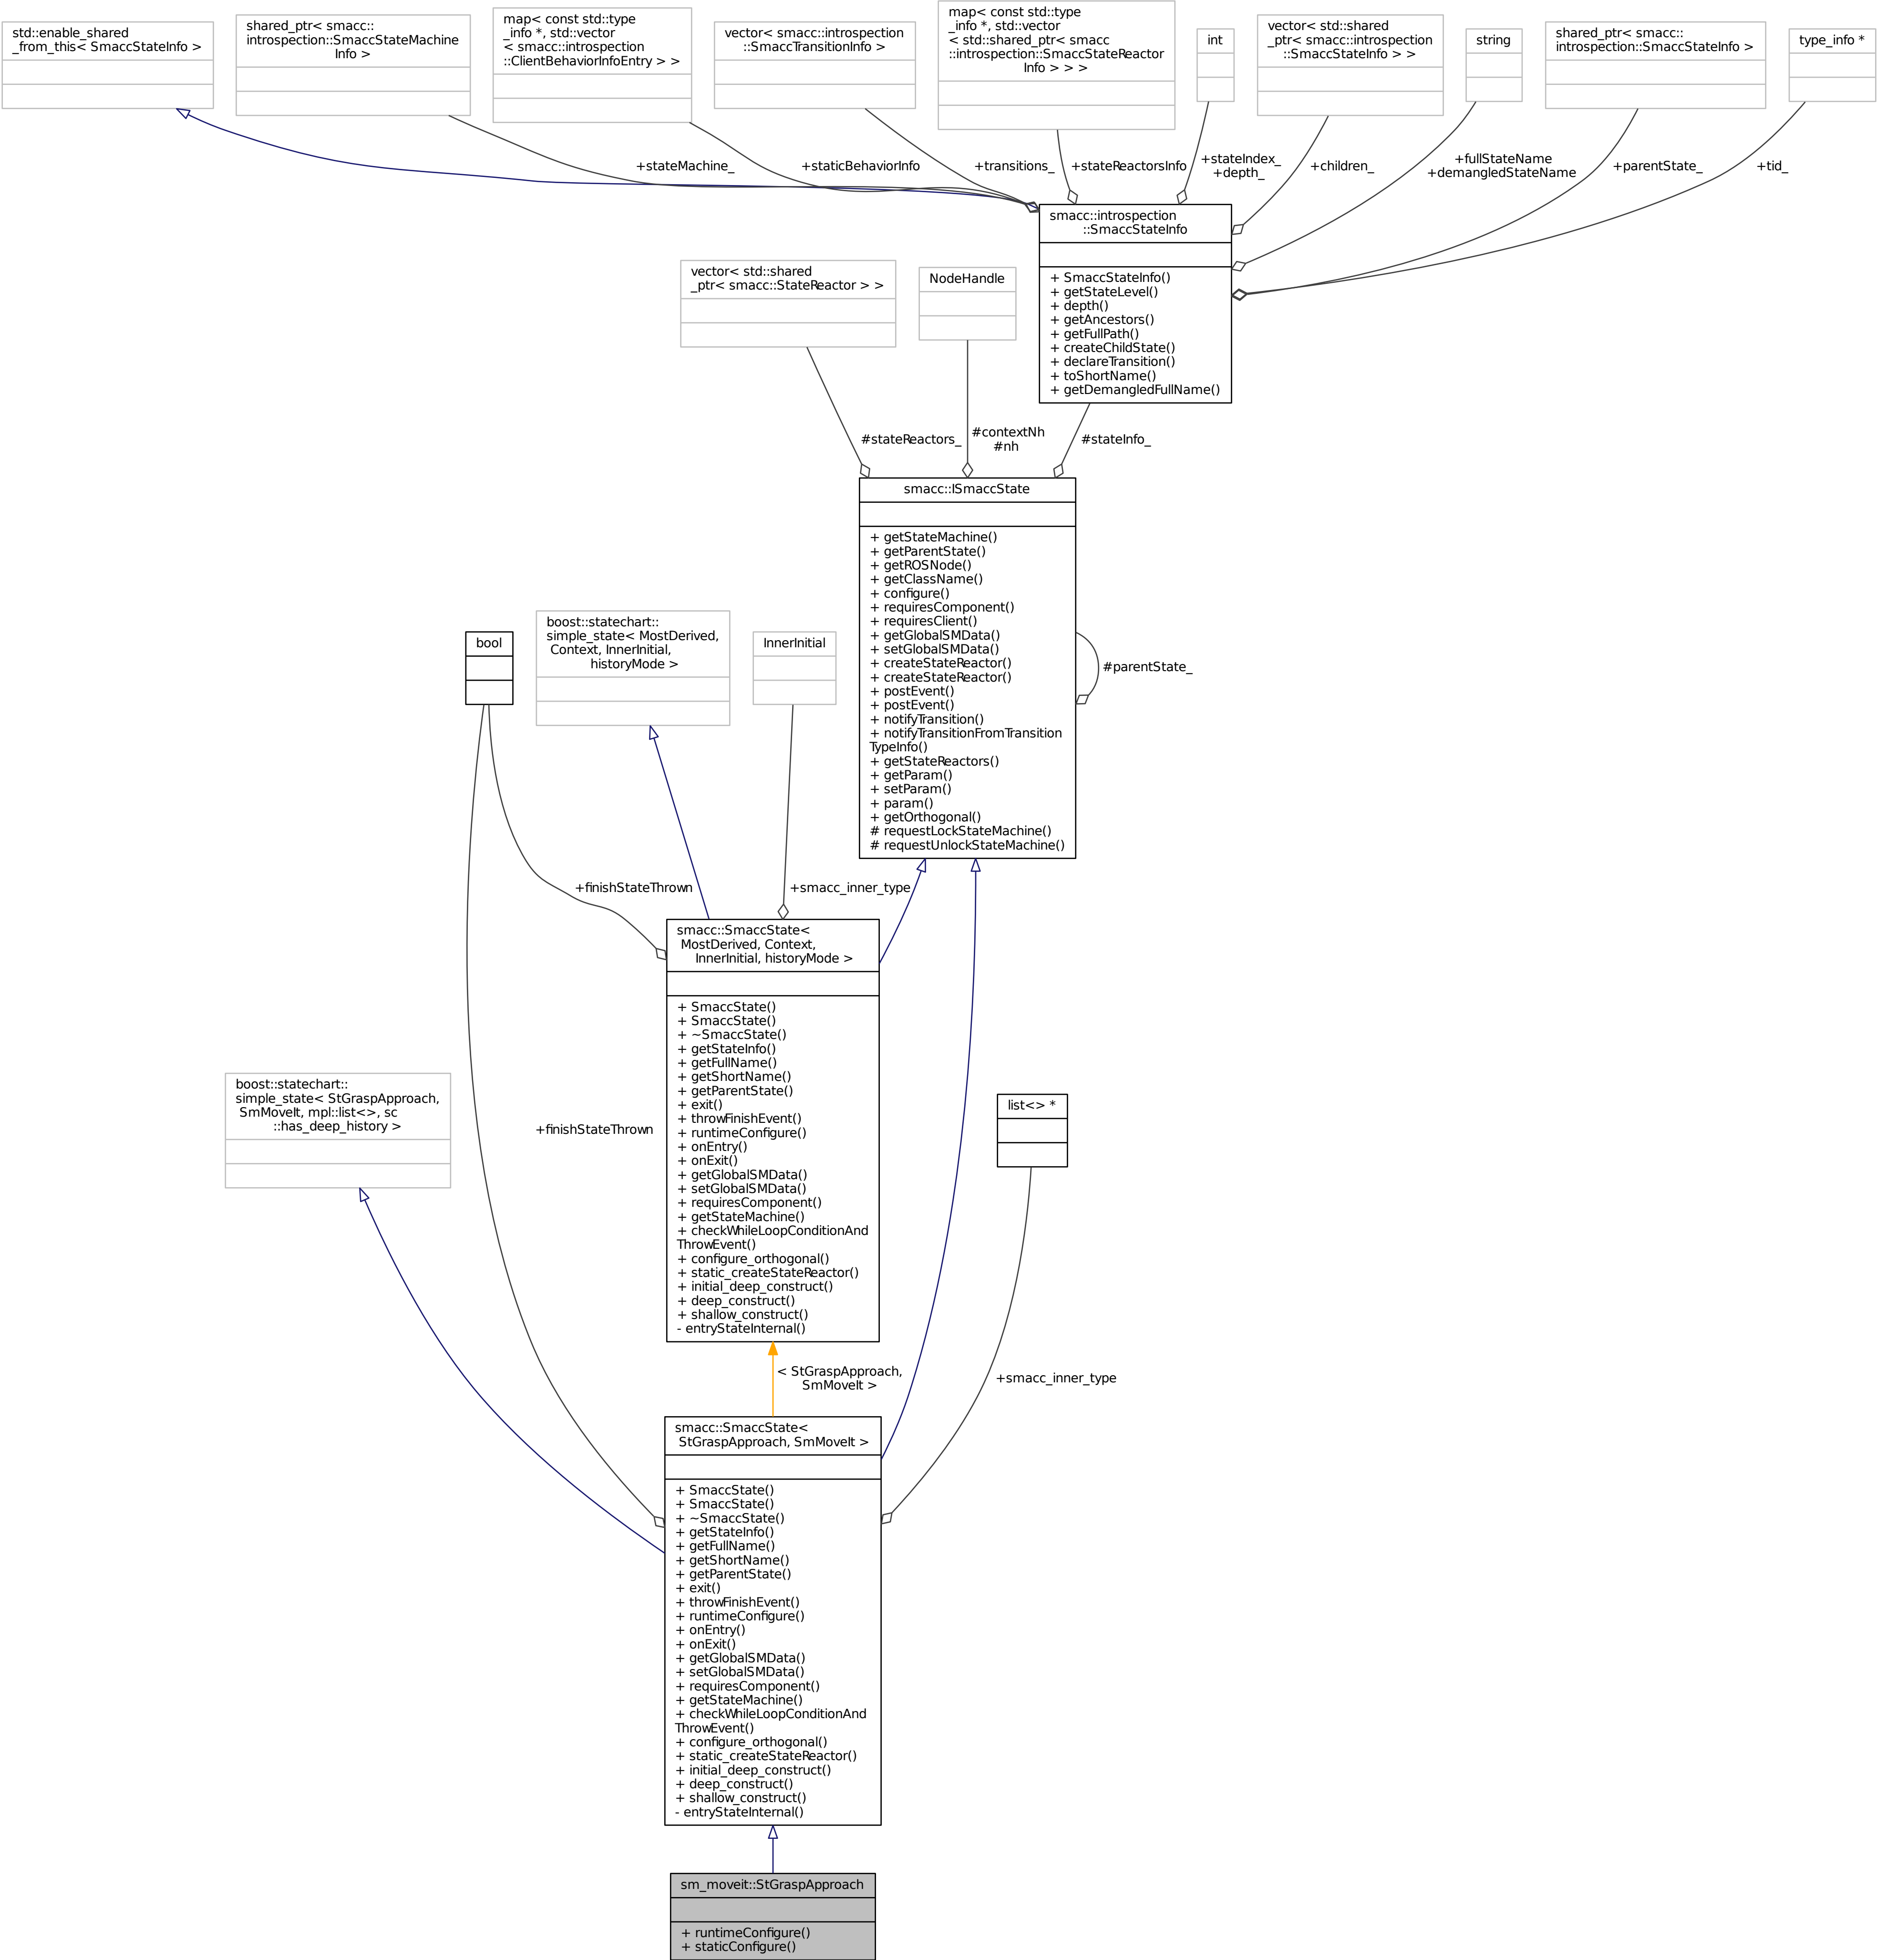 std::enable_shared
_from_this< SmaccStateInfo >
shared_ptr< smacc::
introspection::SmaccStateMachine
Info >
map< const std::type
_info *, std::vector
< smacc::introspection
::ClientBehaviorInfoEntry > >
vector< smacc::introspection
::SmaccTransitionInfo >
map< const std::type
_info *, std::vector
< std::shared_ptr< smacc
::introspection::SmaccStateReactor
Info > > >
int
vector< std::shared
_ptr< smacc::introspection
::SmaccStateInfo > >
string
shared_ptr< smacc::
introspection::SmaccStateInfo >
type_info *
+stateMachine_
+staticBehaviorInfo
+transitions_
+stateReactorsInfo
+stateIndex_
+depth_
+children_
+fullStateName
+demangledStateName
+parentState_
+tid_
smacc::introspection
::SmaccStateInfo
+ SmaccStateInfo()
+ getStateLevel()
+ depth()
+ getAncestors()
+ getFullPath()
+ createChildState()
+ declareTransition()
+ toShortName()
+ getDemangledFullName()
vector< std::shared
_ptr< smacc::StateReactor > >
NodeHandle
#stateReactors_
#contextNh
#nh
#stateInfo_
smacc::ISmaccState
+ getStateMachine()
+ getParentState()
+ getROSNode()
+ getClassName()
+ configure()
+ requiresComponent()
+ requiresClient()
+ getGlobalSMData()
+ setGlobalSMData()
+ createStateReactor()
+ createStateReactor()
+ postEvent()
+ postEvent()
+ notifyTransition()
+ notifyTransitionFromTransition
TypeInfo()
+ getStateReactors()
+ getParam()
+ setParam()
+ param()
+ getOrthogonal()
# requestLockStateMachine()
# requestUnlockStateMachine()
#parentState_
bool
boost::statechart::
simple_state< MostDerived,
Context, InnerInitial,
historyMode >
InnerInitial
+finishStateThrown
+smacc_inner_type
smacc::SmaccState<
MostDerived, Context,
InnerInitial, historyMode >
+ SmaccState()
+ SmaccState()
+ ~SmaccState()
+ getStateInfo()
+ getFullName()
+ getShortName()
+ getParentState()
+ exit()
+ throwFinishEvent()
+ runtimeConfigure()
+ onEntry()
+ onExit()
+ getGlobalSMData()
+ setGlobalSMData()
+ requiresComponent()
+ getStateMachine()
+ checkWhileLoopConditionAnd
ThrowEvent()
+ configure_orthogonal()
+ static_createStateReactor()
+ initial_deep_construct()
+ deep_construct()
+ shallow_construct()
- entryStateInternal()
boost::statechart::
simple_state< StGraspApproach,
SmMoveIt, mpl::list<>, sc
::has_deep_history >
+finishStateThrown
list<> *
< StGraspApproach,
SmMoveIt >
+smacc_inner_type
smacc::SmaccState<
StGraspApproach, SmMoveIt >
+ SmaccState()
+ SmaccState()
+ ~SmaccState()
+ getStateInfo()
+ getFullName()
+ getShortName()
+ getParentState()
+ exit()
+ throwFinishEvent()
+ runtimeConfigure()
+ onEntry()
+ onExit()
+ getGlobalSMData()
+ setGlobalSMData()
+ requiresComponent()
+ getStateMachine()
+ checkWhileLoopConditionAnd
ThrowEvent()
+ configure_orthogonal()
+ static_createStateReactor()
+ initial_deep_construct()
+ deep_construct()
+ shallow_construct()
- entryStateInternal()
sm_moveit::StGraspApproach
+ runtimeConfigure()
+ staticConfigure()